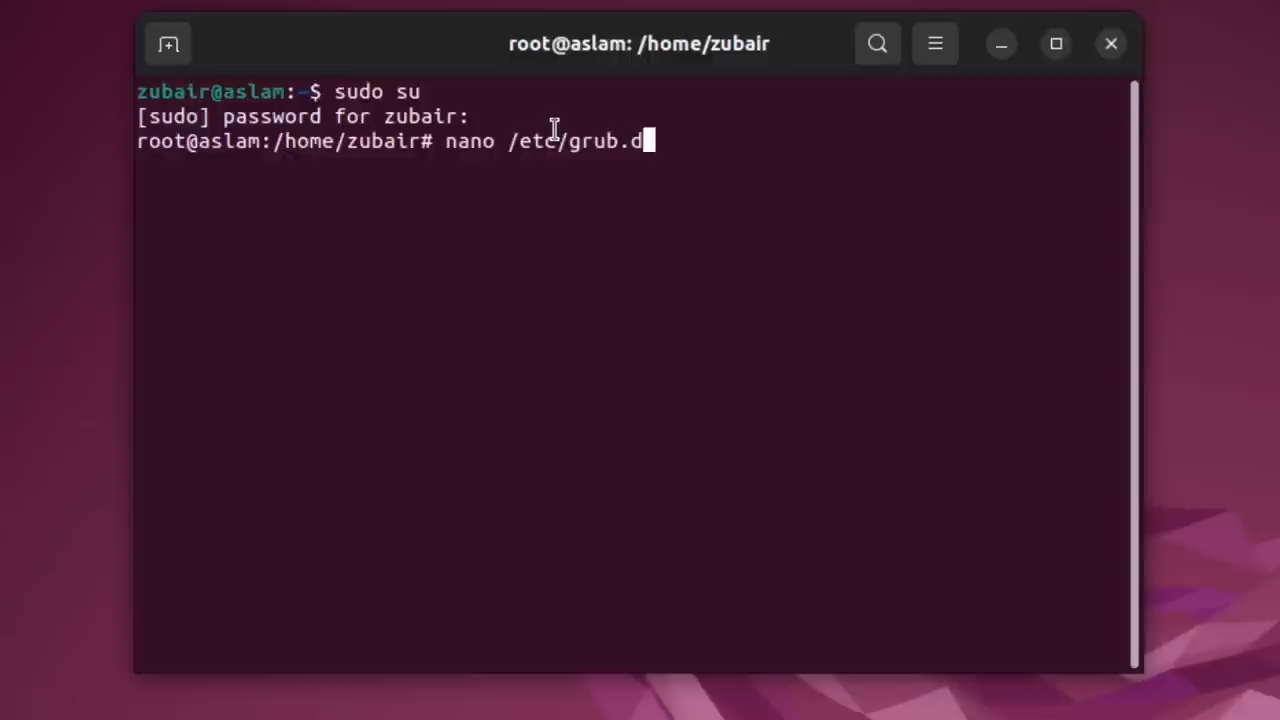 root@aslam: /home/zubair
zubair@aslam:~$ sudo su
[sudo] password for zubair:
root@aslam:/home/zubair# nano /etc/grub.d